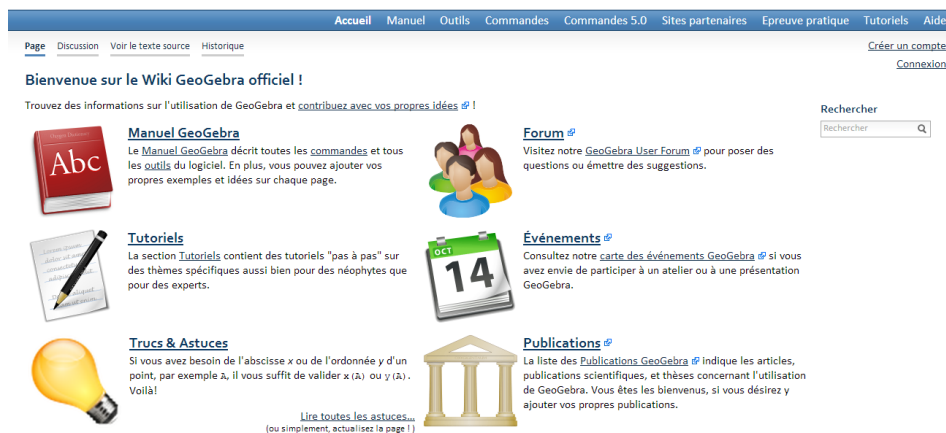 Accueil Manuel Outils Commandes Commandes 5.0 Sites partenaires Epreuve pratique Tutoriels Aide
Page Discussion Voir le texte source Historique
Créer un compte
Connexion
Bienvenue sur le Wiki GeoGebra officiel !
Trouvez des informations sur l'utilisation de GeoGebra et contribuez avec vos propres idées !
Rechercher
Rechercher
Abc
Manuel GeoGebra
Le Manuel GeoGebra décrit toutes les commandes et tous
les outils du logiciel. En plus, vous pouvez ajouter vos
propres exemples et idées sur chaque page.
Forum
Visitez notre GeoGebra User Forum pour poser des
questions ou émettre des suggestions.
Tutoriels
La section Tutoriels contient des tutoriels "pas à pas" sur
des thèmes spécifiques aussi bien pour des néophytes que
pour des experts.
OCT
14
Événements
Consultez notre carte des événements GeoGebra si vous
avez envie de participer à un atelier ou à une présentation
GeoGebra.
Trucs & Astuces
Si vous avez besoin de l'abscisse x ou de l'ordonnée y d'un
point, par exemple A, il vous suffit de valider x(A) ou y(A).
Voilà!
Lire toutes les astuces...
(ou simplement, actualisez la page ! )
Publications
La liste des Publications GeoGebra indique les articles,
publications scientifiques, et thèses concernant l'utilisation
de GeoGebra. Vous êtes les bienvenus, si vous désirez y
ajouter vos propres publications.